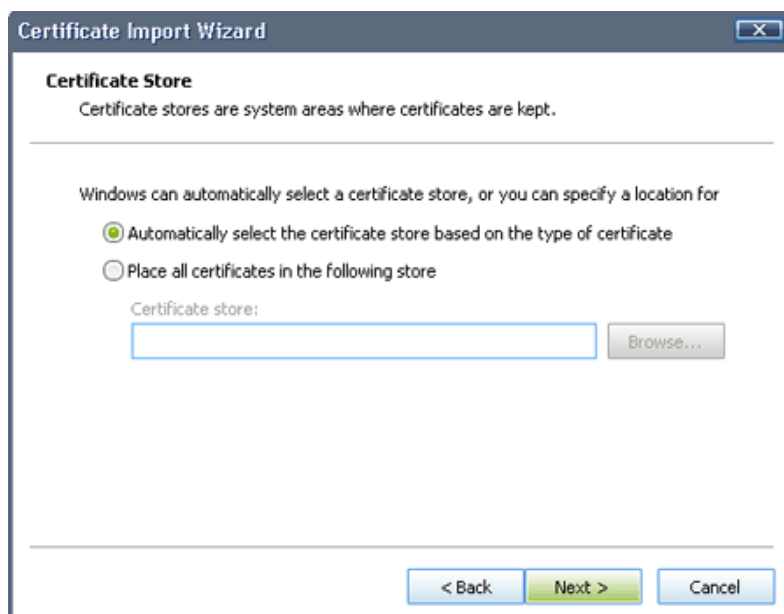 Certificate Import Wizard
Certificate Store
Certificate stores are system areas where certificates are kept.
Windows can automatically select a certificate store, or you can specify a location for
Automatically select the certificate store based on the type of certificate
Place all certificates in the following store
Certificate store:
Browse...
< Back Next > Cancel